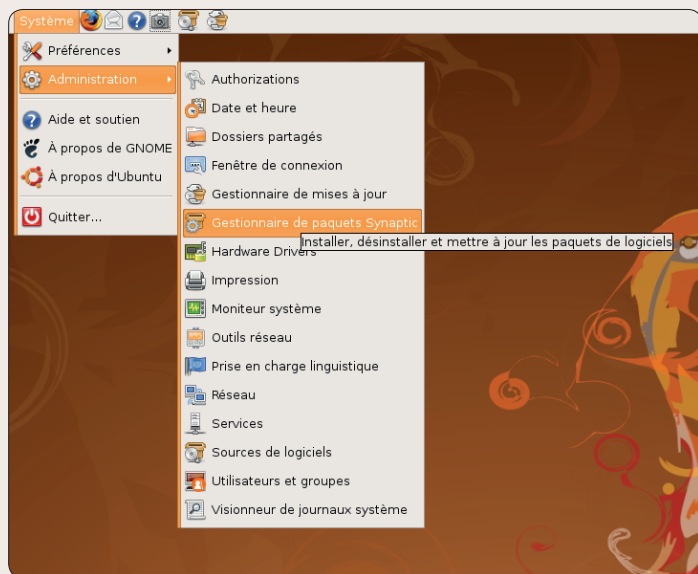 Système
Préférences
Administration
Aide et soutien
À propos de GNOME
À propos d'Ubuntu
Quitter...
Authorizations
Date et heure
Dossiers partagés
Fenêtre de connexion
Gestionnaire de mises à jour
Gestionnaire de paquets Synaptic
Installer, désinstaller et mettre à jour les paquets de logiciels
Hardware Drivers
Impression
Moniteur système
Outils réseau
Prise en charge linguistique
Réseau
Services
Sources de logiciels
Utilisateurs et groupes
Visionneur de journaux système